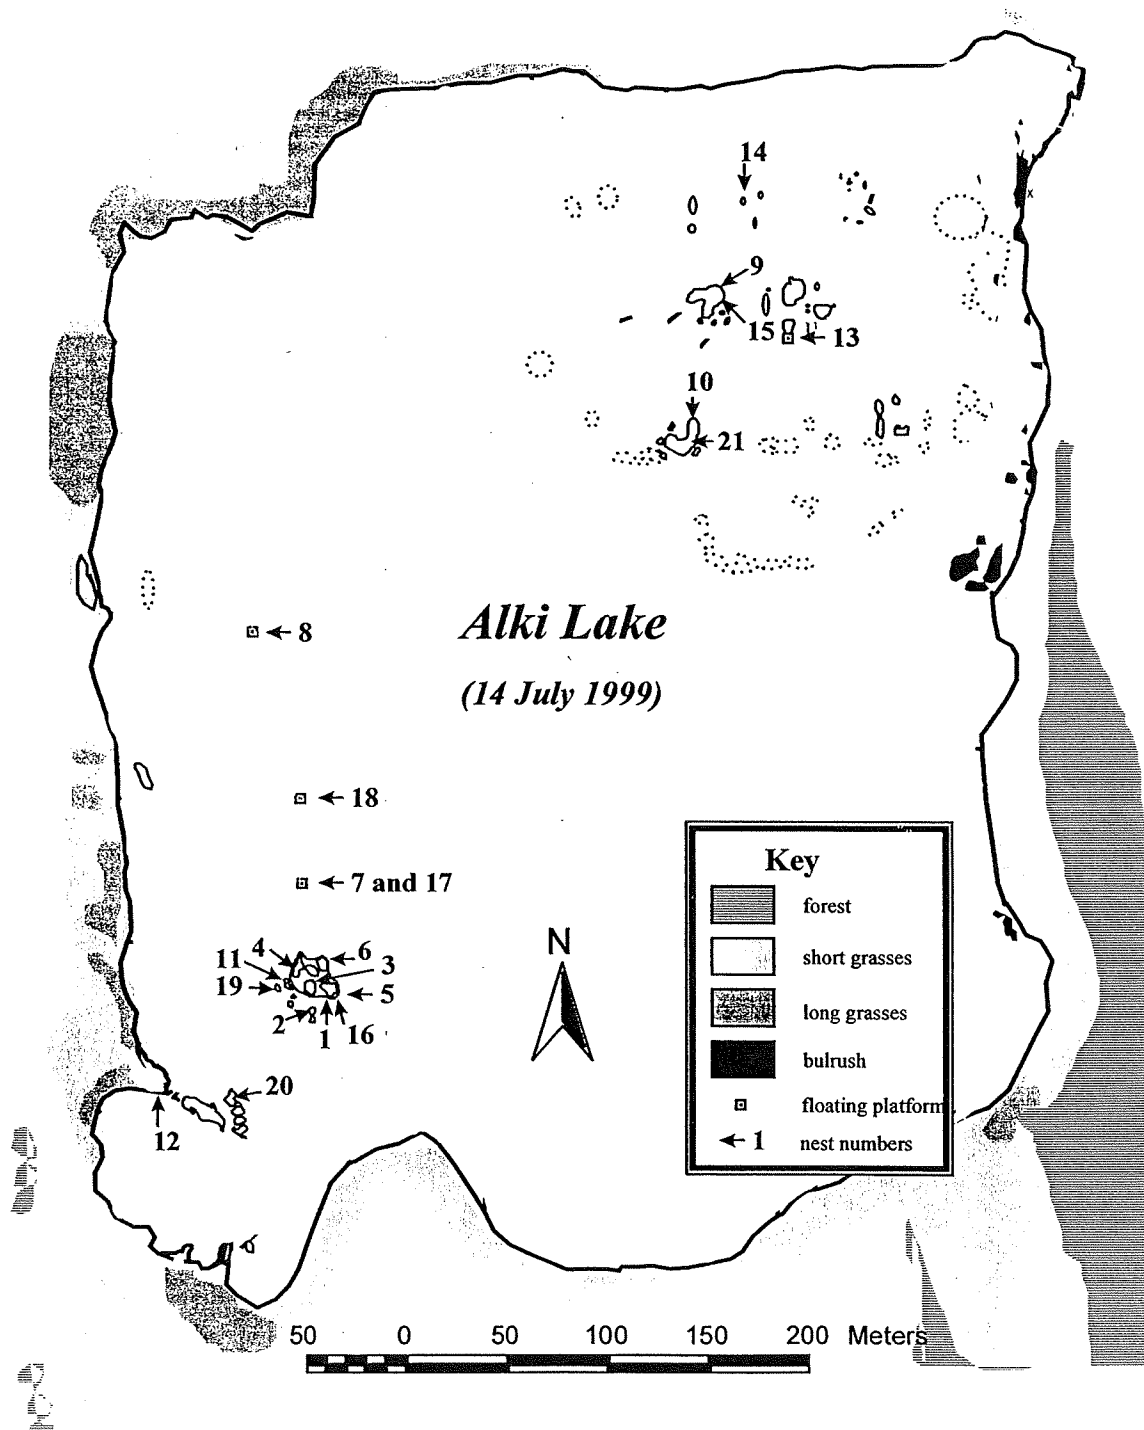 14
9
15
13
10
21
Alki Lake
8
(14 July 1999)
18
7 and 17
Key
forest
short grasses
long grasses
bulrush
floating platform
1 nest numbers
N
4
6
11
3
19
5
2
1
16
20
12
50 0 50 100 150 200 Meters
x